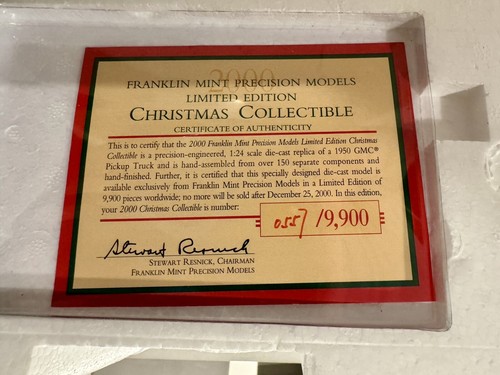 2000
FRANKLIN MINT PRECISION MODELS
LIMITED EDITION
CHRISTMAS COLLECTIBLE
CERTIFICATE OF AUTHENTICITY
This is to certify that the 2000 Franklin Mint Precision Models Limited Edition Christmas
Collectible is a precision-engineered, 1:24 scale die-cast replica of a 1950 GMC®
Pickup Truck and is hand-assembled from over 150 separate components and
hand-finished. Further, it is certified that this specially designed die-cast model is
available exclusively from Franklin Mint Precision Models in a Limited Edition of
9,900 pieces worldwide; no more will be sold after December 25, 2000. In this edition,
your 2000 Christmas Collectible is number:
0557 /9,900
Stewart Resnick
STEWART RESNICK, CHAIRMAN
FRANKLIN MINT PRECISION MODELS